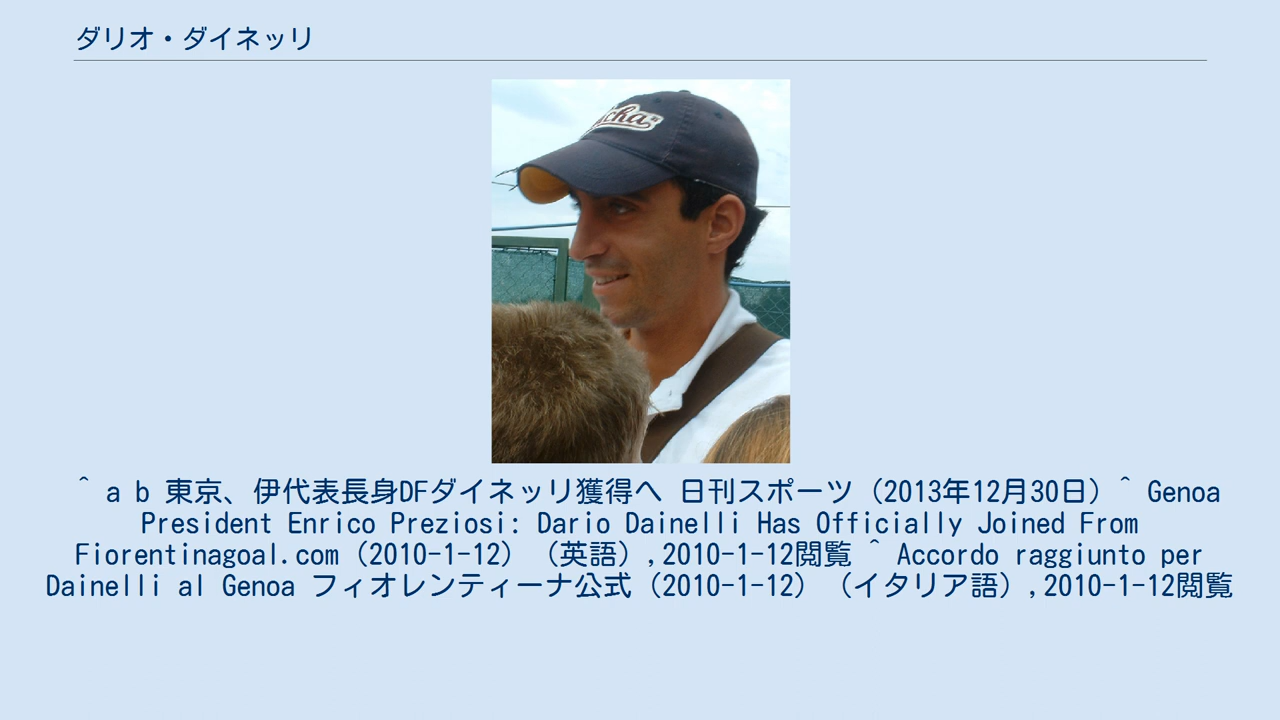 ダリオ・ダイネッリ
^ a b 東京、伊代表長身DFダイネッリ獲得へ 日刊スポーツ（2013年12月30日）^ Genoa
President Enrico Preziosi: Dario Dainelli Has Officially Joined From
Fiorentinagoal.com（2010-1-12）（英語）,2010-1-12閲覧 ^ Accordo raggiunto per
Dainelli al Genoa フィオレンティーナ公式（2010-1-12）（イタリア語）,2010-1-12閲覧